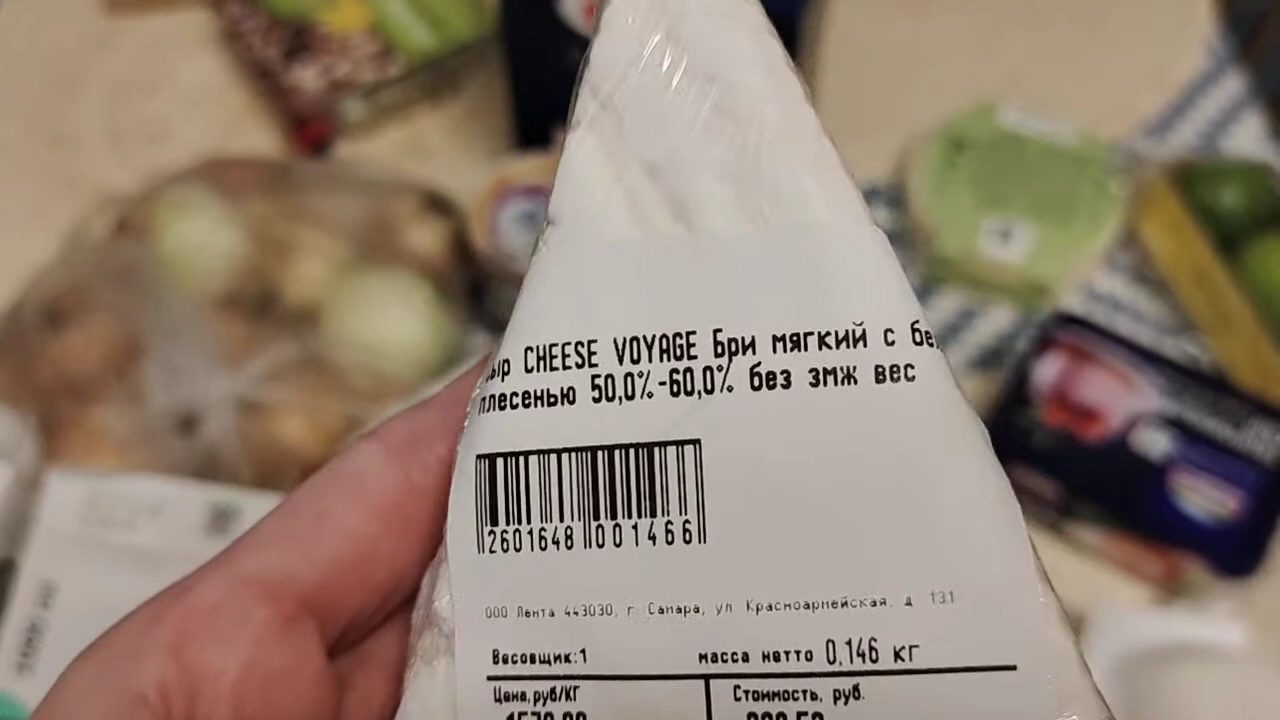 ыр CHEESE VOYAGE Бри мягкий с бе
плесенью 50,0%-60,0% без змж вес
2601648 001466
ООО Лента 443030, г Самара, ул Красноармейская, д 131
Весовщик:1
масса нетто 0,146 кг
Цена,руб/КГ
Стоимость, руб.